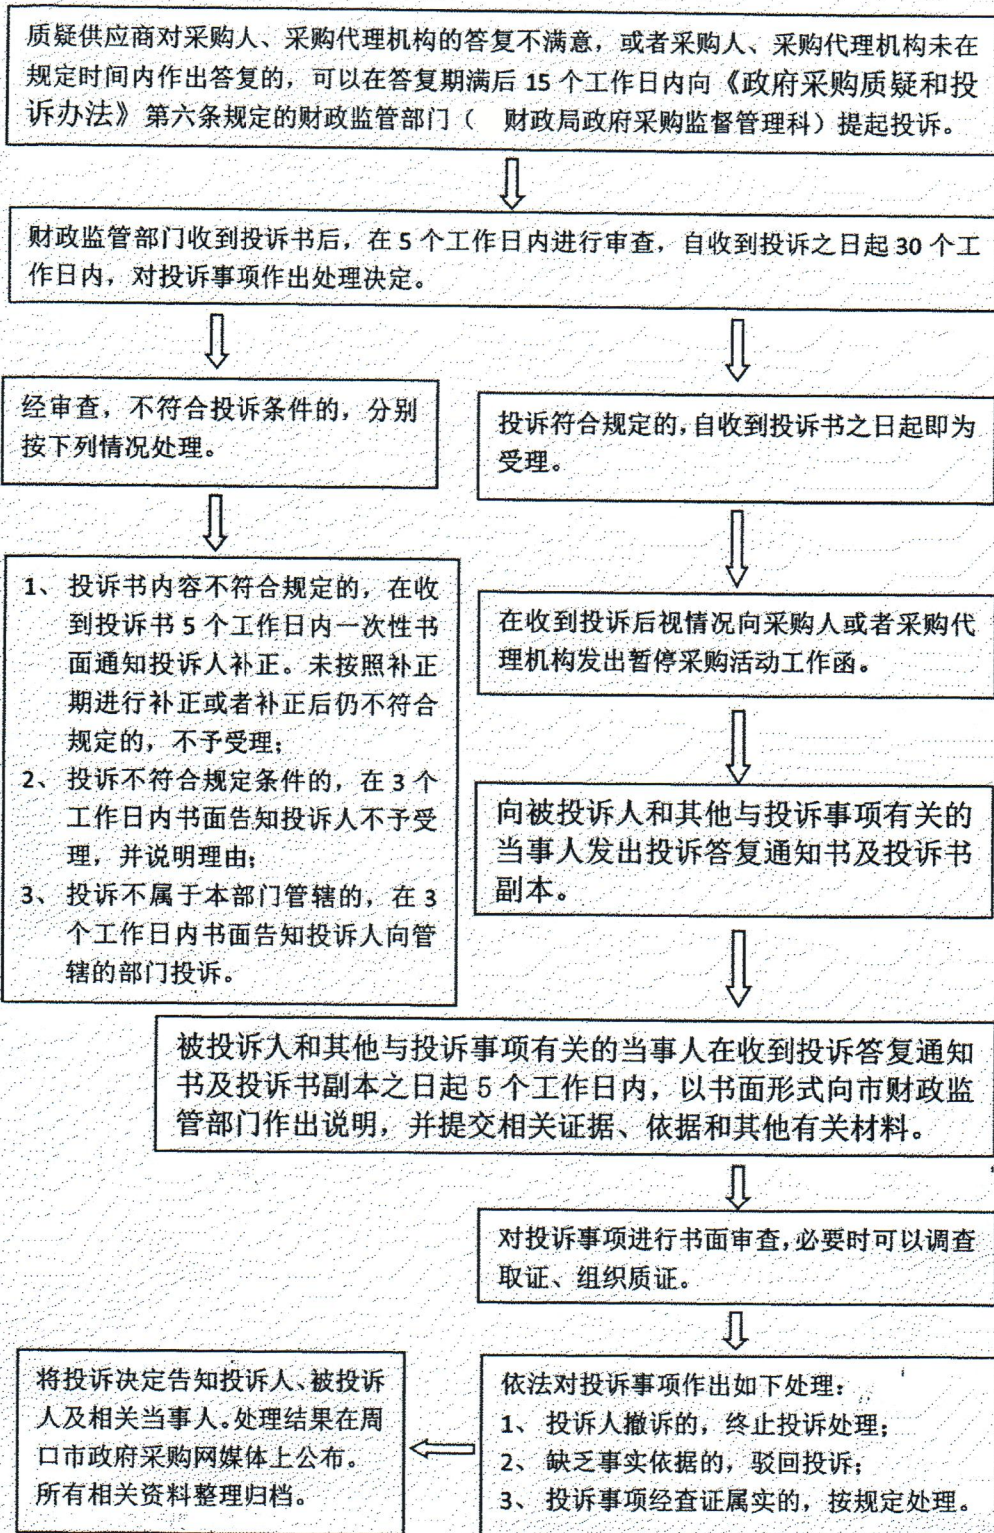 质疑供应商对采购人、采购代理机构的答复不满意，或者采购人、采购代理机构未在
规定时间内作出答复的，可以在答复期满后 15 个工作日内向《政府采购质疑和投
诉办法》第六条规定的财政监管部门（　财政局政府采购监督管理科）提起投诉。
财政监管部门收到投诉书后，在 5 个工作日内进行审查，自收到投诉之日起 30 个工
作日内，对投诉事项作出处理决定。
经审查，不符合投诉条件的，分别
按下列情况处理。
1、 投诉书内容不符合规定的，在收
到投诉书 5 个工作日内一次性书
面通知投诉人补正。未按照补正
期进行补正或者补正后仍不符合
规定的，不予受理；
2、 投诉不符合规定条件的，在 3 个
工作日内书面告知投诉人不予受
理，并说明理由；
3、 投诉不属于本部门管辖的，在 3
个工作日内书面告知投诉人向管
辖的部门投诉。
投诉符合规定的，自收到投诉书之日起即为
受理。
在收到投诉后视情况向采购人或者采购代
理机构发出暂停采购活动工作函。
向被投诉人和其他与投诉事项有关的
当事人发出投诉答复通知书及投诉书
副本。
被投诉人和其他与投诉事项有关的当事人在收到投诉答复通知
书及投诉书副本之日起 5 个工作日内，以书面形式向市财政监
管部门作出说明，并提交相关证据、依据和其他有关材料。
对投诉事项进行书面审查，必要时可以调查
取证、组织质证。
依法对投诉事项作出如下处理：
1、 投诉人撤诉的，终止投诉处理；
2、 缺乏事实依据的，驳回投诉；
3、 投诉事项经查证属实的，按规定处理。
将投诉决定告知投诉人、被投诉
人及相关当事人。处理结果在周
口市政府采购网媒体上公布。
所有相关资料整理归档。